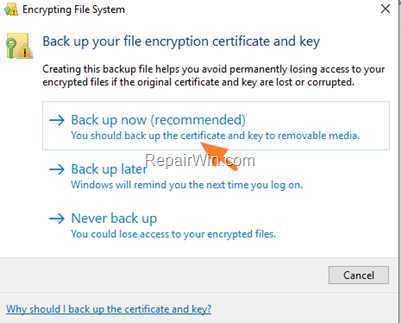 Encrypting File System
Back up your file encryption certificate and key
Creating this backup file helps you avoid permanently losing access to your
encrypted files if the original certificate and key are lost or corrupted.
Back up now (recommended)
You should back up the certificate and key to removable media.
RepairWin.com
Back up later
Windows will remind you the next time you log on.
Never back up
You could lose access to your encrypted files.
Cancel
Why should I back up the certificate and key?